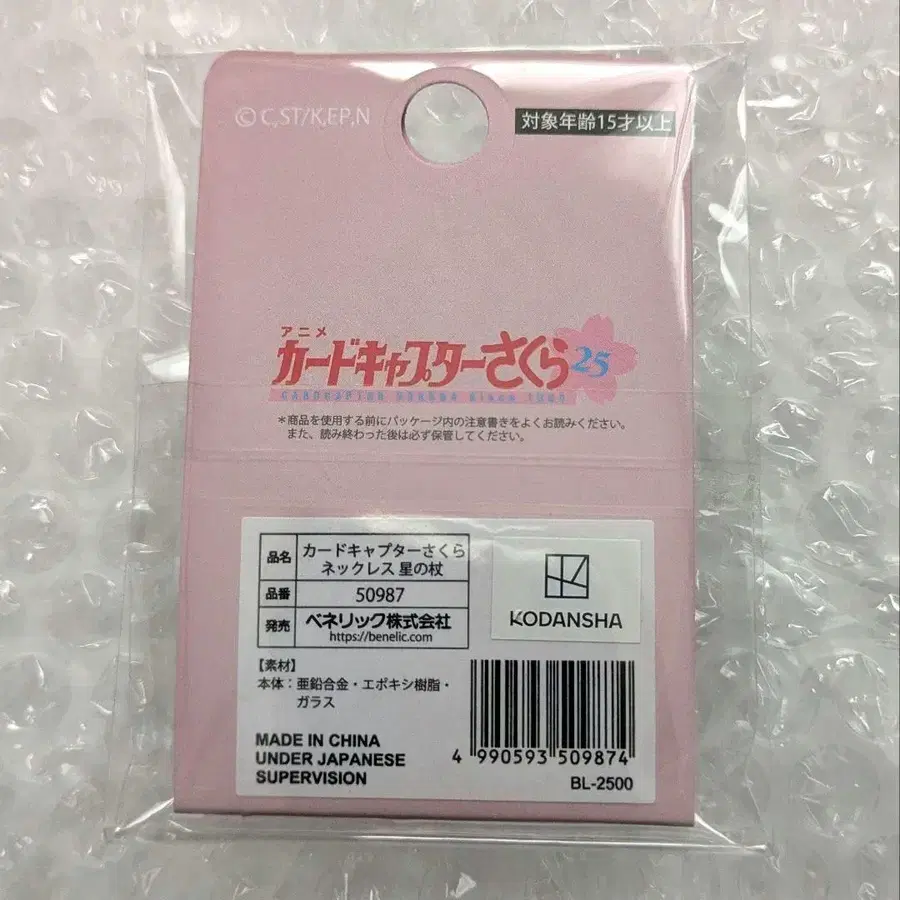 ©C,ST/K,EP,N
対象年齢15才以上
アニメ
カードキャプターさくら 25
CARDCAPTOR SAKURA Since 1998
*商品を使用する前にパッケージ内の注意書きをよくお読みください。
また、読み終わった後は必ず保管してください。
品名 カードキャプターさくら
ネックレス 星の杖
品番 50987
発売 ベネリック株式会社
https://benelic.com
KODANSHA
【素材】
本体:亜鉛合金・エポキシ樹脂・
ガラス
MADE IN CHINA
UNDER JAPANESE
SUPERVISION
4 990593 509874
BL-2500